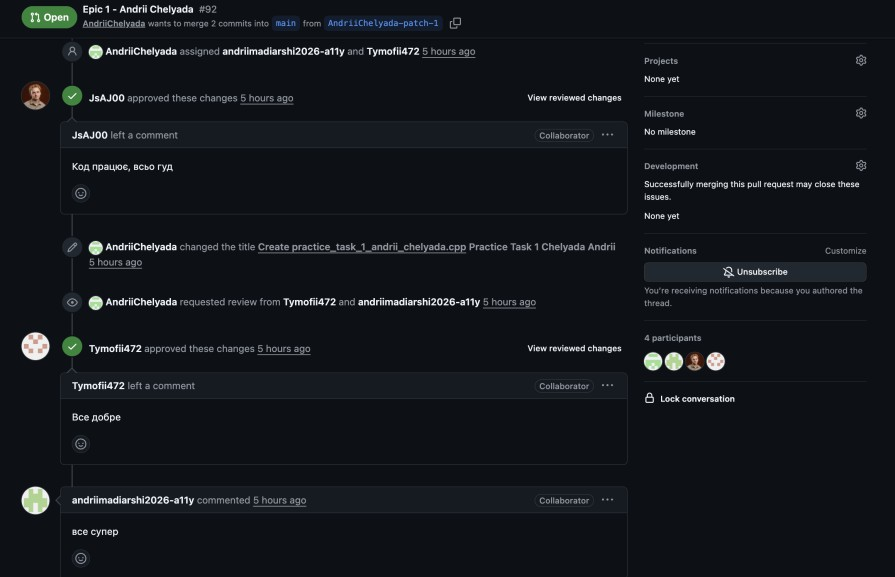 Open
Epic 1 - Andrii Chelyada #92
AndriiChelyada wants to merge 2 commits into main from AndriiChelyada-patch-1
AndriiChelyada assigned andriimadiarshi2026-a11y and Tymofii472 5 hours ago
JsAJ00 approved these changes 5 hours ago
View reviewed changes
JsAJ00 left a comment
Collaborator
Код працює, всьо гуд
AndriiChelyada changed the title Create practice_task_1_andrii_chelyada.cpp Practice Task 1 Chelyada Andrii
5 hours ago
AndriiChelyada requested review from Tymofii472 and andriimadiarshi2026-a11y 5 hours ago
Tymofii472 approved these changes 5 hours ago
View reviewed changes
Tymofii472 left a comment
Collaborator
Все добре
andriimadiarshi2026-a11y commented 5 hours ago
Collaborator
все супер
Projects
None yet
Milestone
No milestone
Development
Successfully merging this pull request may close these
issues.
None yet
Notifications
Customize
Unsubscribe
You're receiving notifications because you authored the
thread.
4 participants
Lock conversation